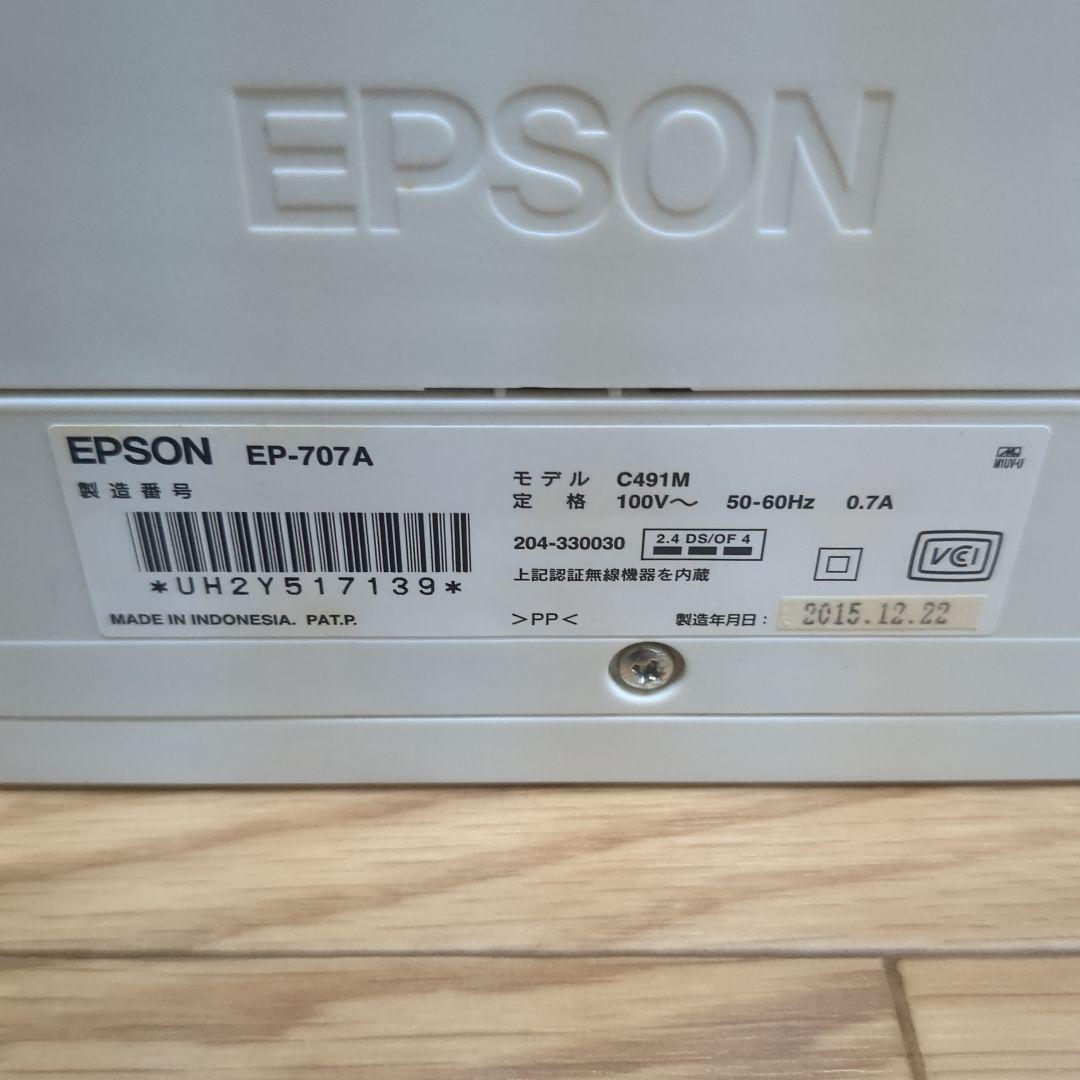 EPSON
EPSON EP-707A
製造番号
*UH2Y517139*
MADE IN INDONESIA. PAT.P.
モデル C491M
定格 100V～ 50-60Hz 0.7A
204-330030 2.4 DS/OF 4
上記認証無線機器を内蔵
>PP<
製造年月日： 2015.12.22
VCI
M1UV-U